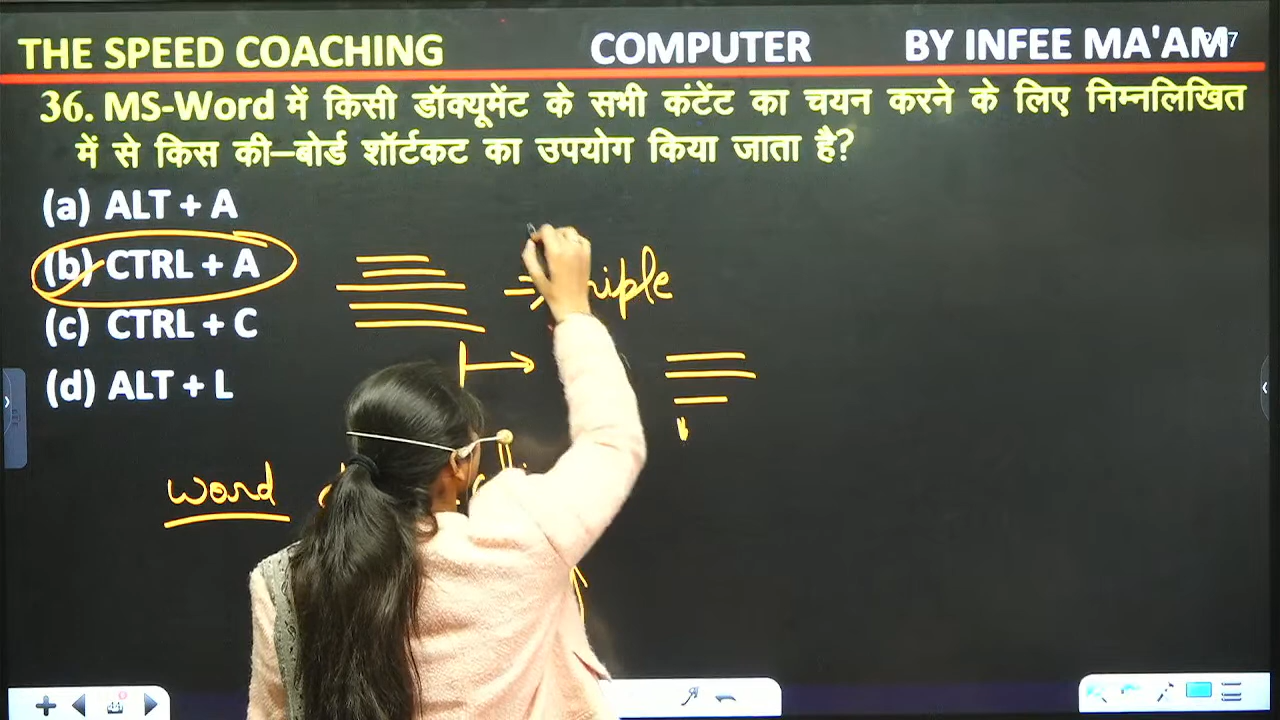 THE SPEED COACHING COMPUTER BY INFEE MA'AM
36. MS-Word में किसी डॉक्यूमेंट के सभी कंटेंट का चयन करने के लिए निम्नलिखित
में से किस की–बोर्ड शॉर्टकट का उपयोग किया जाता है?
(a) ALT + A
(b) CTRL + A
(c) CTRL + C
(d) ALT + L
word